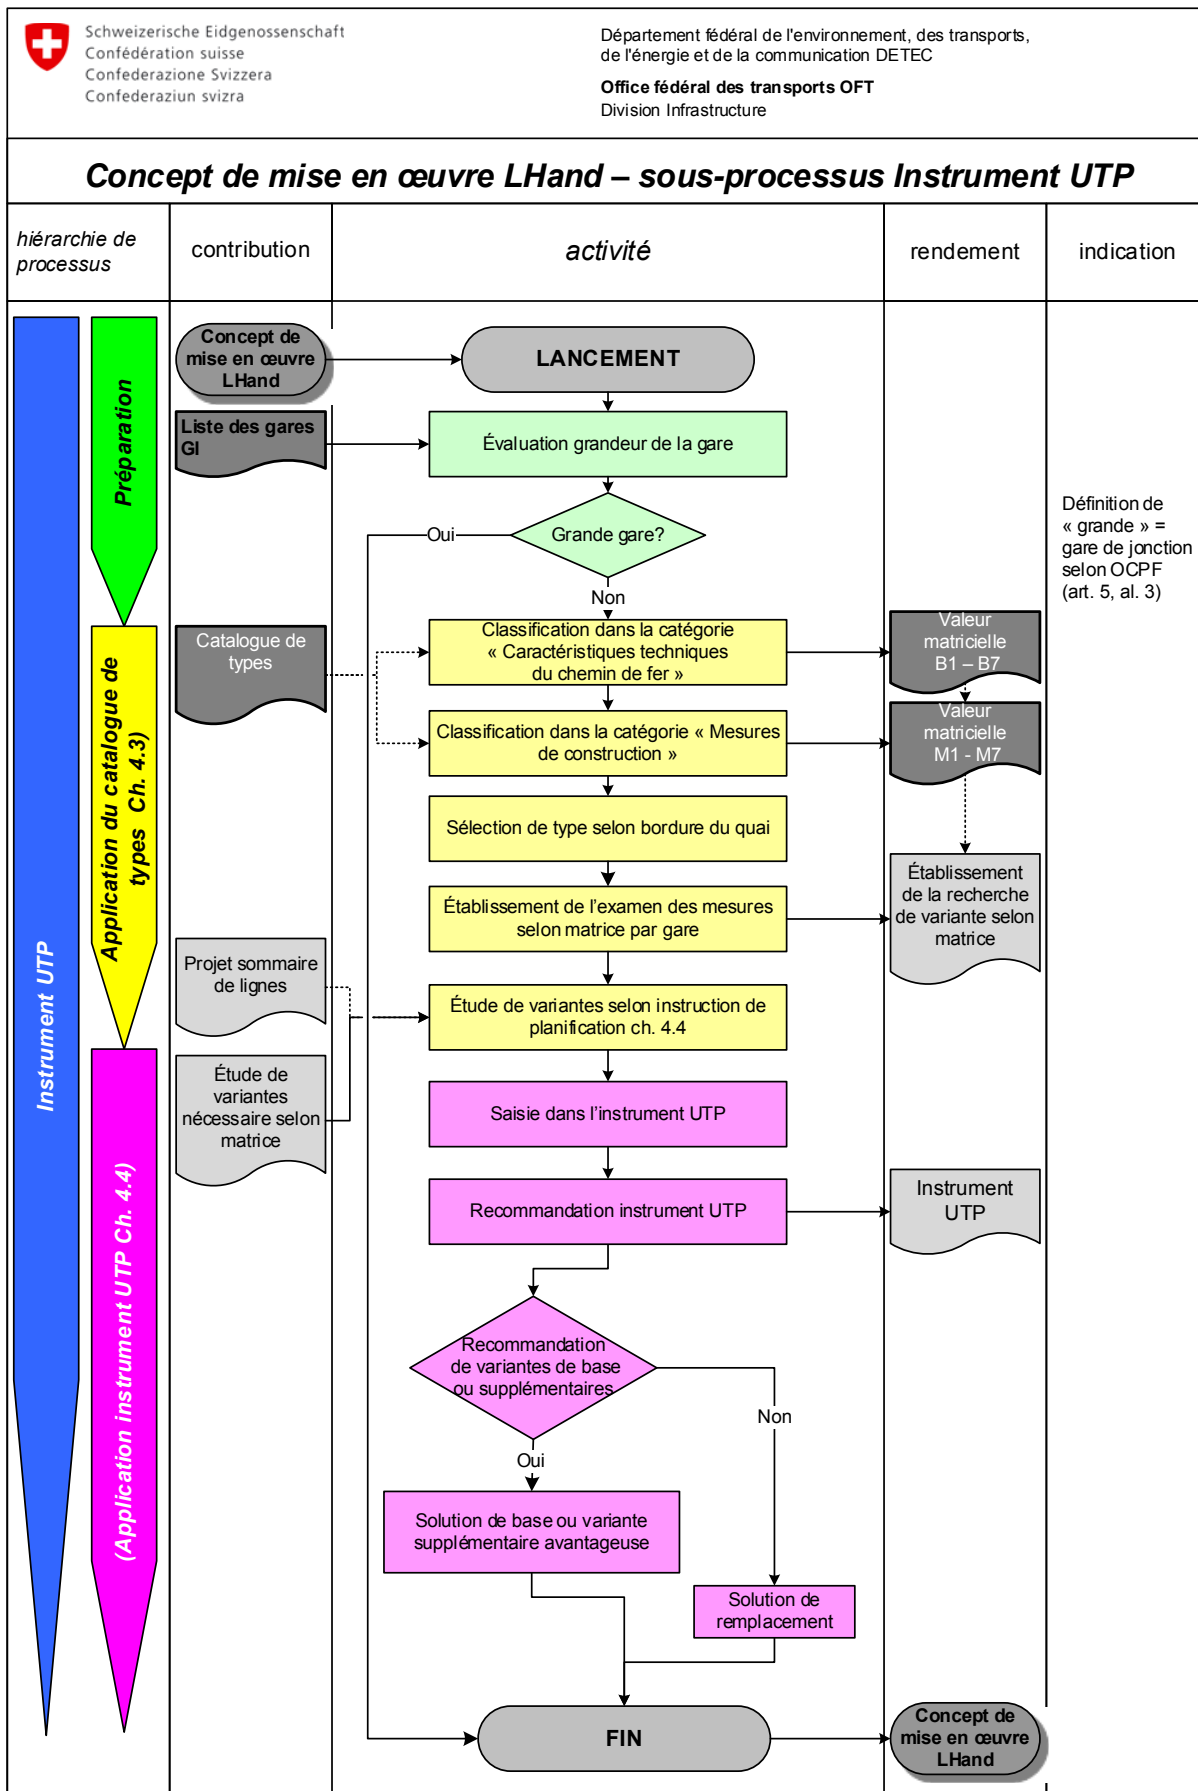 Schweizerische Eidgenossenschaft
Confédération suisse
Confederazione Svizzera
Confederaziun svizra
Département fédéral de l'environnement, des transports,
de l'énergie et de la communication DETEC
Office fédéral des transports OFT
Division Infrastructure
Concept de mise en œuvre LHand – sous-processus Instrument UTP
hiérarchie de
processus
contribution
activité
rendement
indication
Instrument UTP
Préparation
Application du catalogue de
types Ch. 4.3)
(Application instrument UTP Ch. 4.4)
Concept de
mise en œuvre
LHand
LANCEMENT
Liste des gares
GI
Évaluation grandeur de la gare
Oui
Grande gare?
Non
Définition de
« grande » =
gare de jonction
selon OCPF
(art. 5, al. 3)
Catalogue de
types
Classification dans la catégorie
« Caractéristiques techniques
du chemin de fer »
Valeur
matricielle
B1 – B7
Classification dans la catégorie « Mesures
de construction »
Valeur
matricielle
M1 - M7
Sélection de type selon bordure du quai
Établissement de l'examen des mesures
selon matrice par gare
Établissement
de la recherche
de variante selon
matrice
Projet sommaire
de lignes
Étude de variantes selon instruction de
planification ch. 4.4
Étude de
variantes
nécessaire selon
matrice
Saisie dans l'instrument UTP
Recommandation instrument UTP
Instrument
UTP
Recommandation
de variantes de base
ou supplémentaires
Non
Oui
Solution de base ou variante
supplémentaire avantageuse
Solution de
remplacement
FIN
Concept de
mise en œuvre
LHand